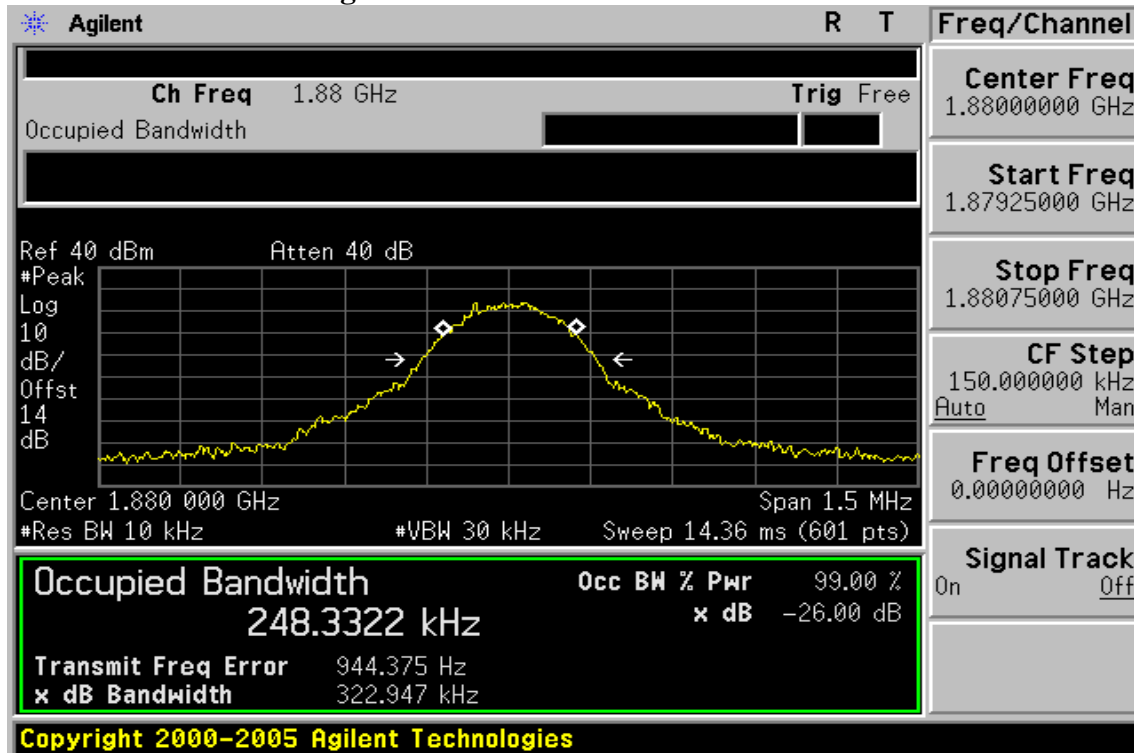 Agilent R T
Ch Freq 1.88 GHz Trig Free
Occupied Bandwidth
Ref 40 dBm Atten 40 dB
#Peak
Log
10
dB/
Offst
14
dB
Center 1.880 000 GHz Span 1.5 MHz
#Res BW 10 kHz #VBW 30 kHz Sweep 14.36 ms (601 pts)
Occupied Bandwidth Occ BW % Pwr 99.00 %
248.3322 kHz x dB -26.00 dB
Transmit Freq Error 944.375 Hz
x dB Bandwidth 322.947 kHz
Copyright 2000-2005 Agilent Technologies
Freq/Channel
Center Freq
1.88000000 GHz
Start Freq
1.87925000 GHz
Stop Freq
1.88075000 GHz
CF Step
150.000000 kHz
Auto Man
Freq Offset
0.00000000 Hz
Signal Track
On Off